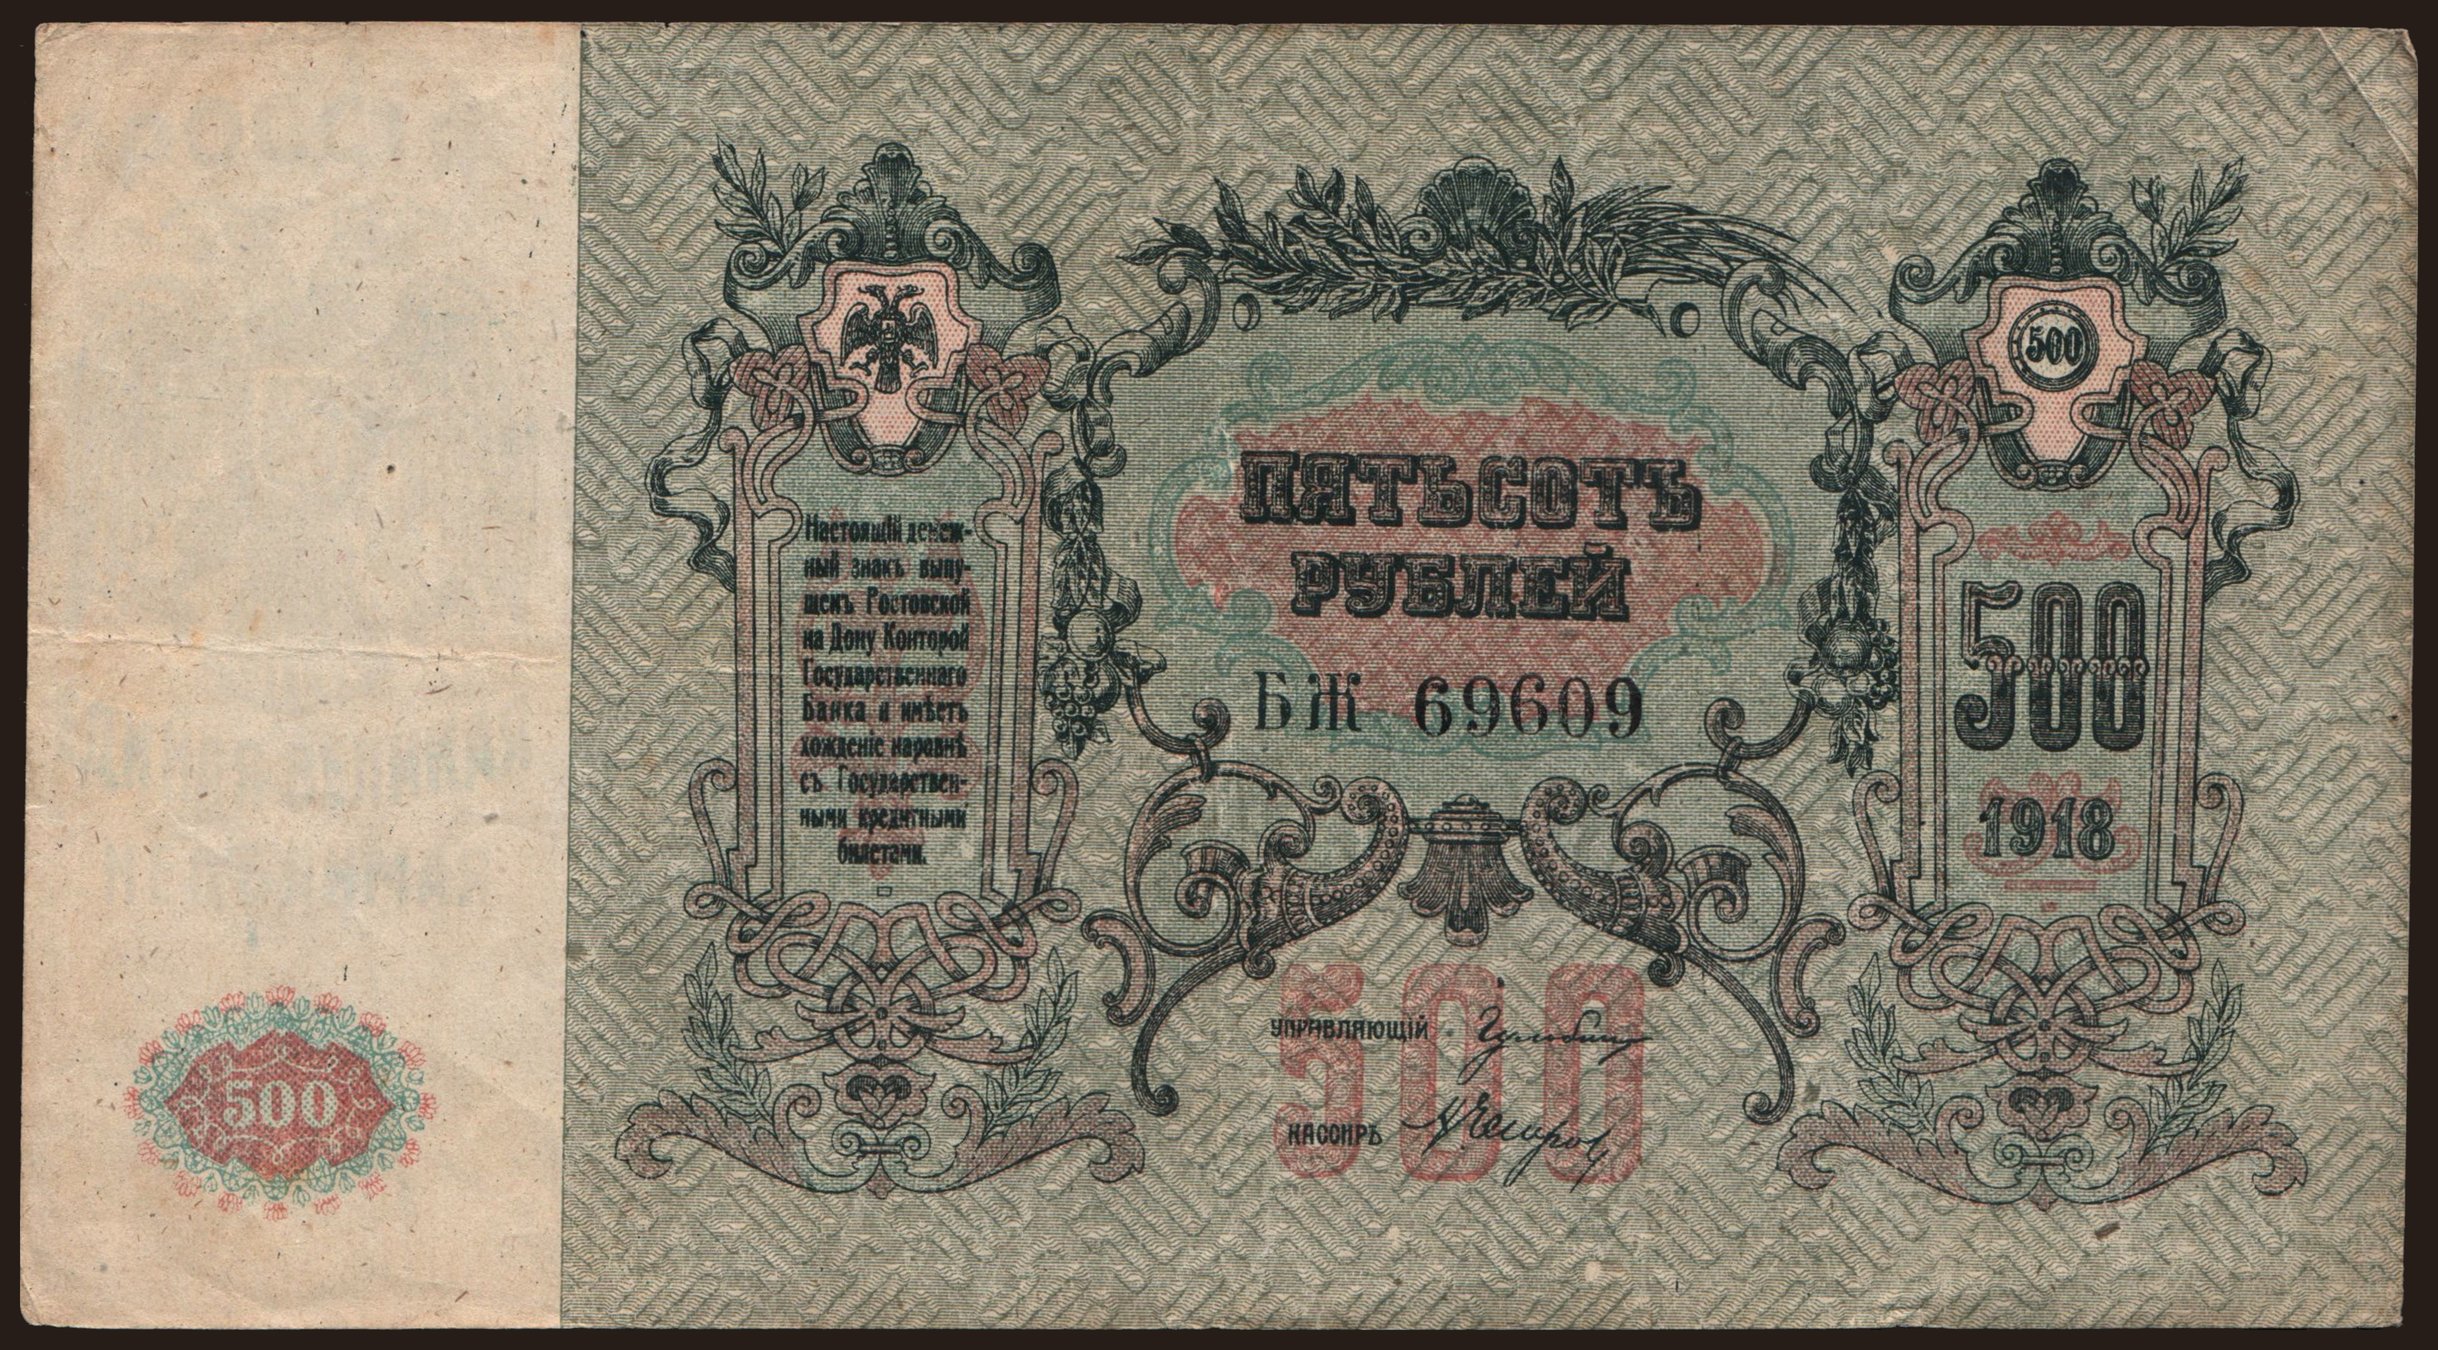 500
Настоящій денеж-
ный знакъ выпу-
щенъ Ростовской
на Дону Конторой
Государственнаго
Банка и имѣетъ
хожденіе наравнѣ
съ Государствен-
ными кредитными
билетами.
ПЯТЬСОТЪ
РУБЛЕЙ
БЖ 69609
500
УПРАВЛЯЮЩІЙ
КАССИРЪ
500
500
1918